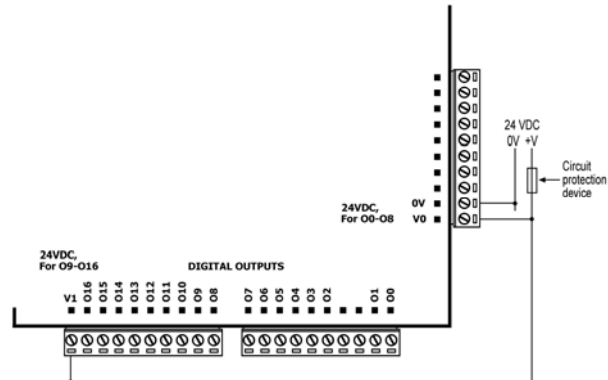 24 VDC
0V +V
Circuit
protection
device
24VDC,
For O0-O8
0V
V0
24VDC,
For O9-O16
DIGITAL OUTPUTS
V1 O16 O15 O14 O13 O12 O11 O10 O9 O8 O7 O6 O5 O4 O3 O2 O1 O0